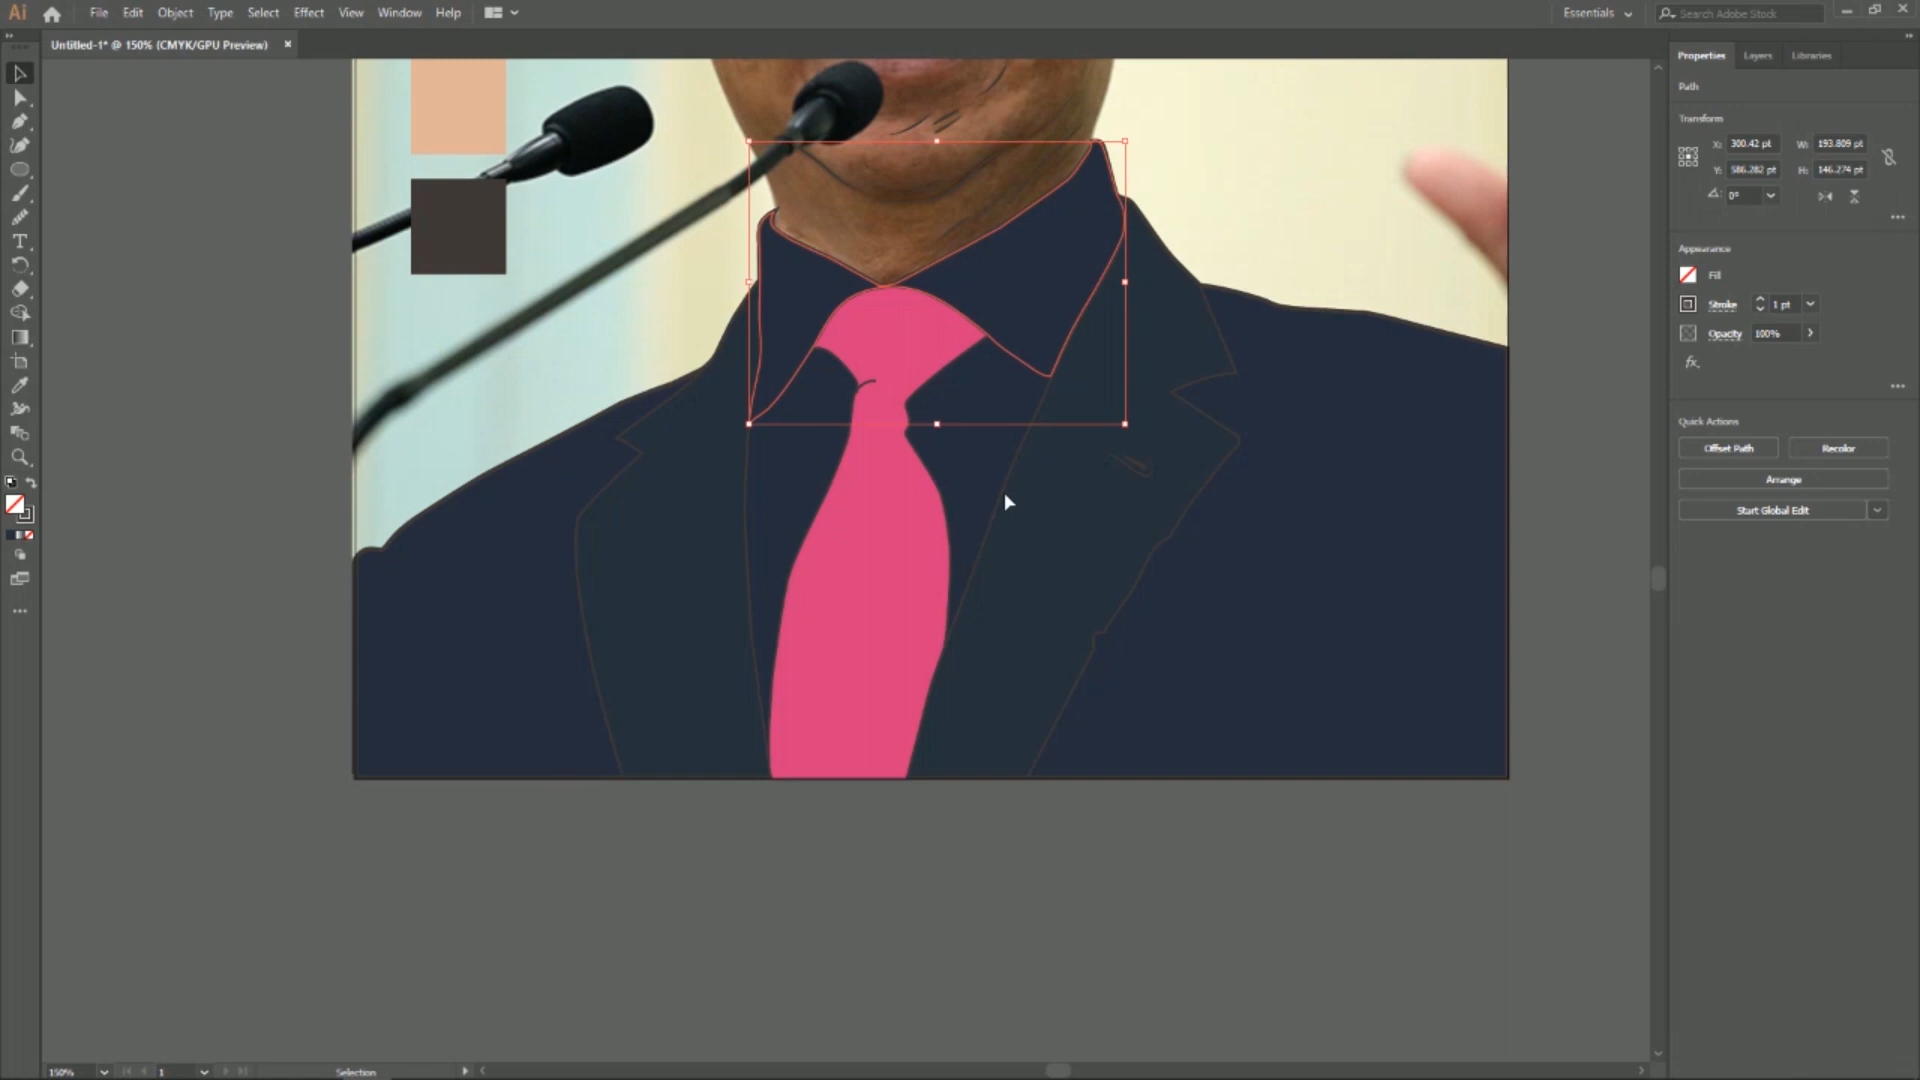 Ai File Edit Object Type Select Effect View Window Help Essentials Search Adobe Stock
Untitled-1* @ 150% (CMYK/GPU Preview) ×
Properties Layers Libraries
Path
Transform
X: 300.42 pt W: 193.809 pt
Y: 586.282 pt H: 146.274 pt
0°
Appearance
Fill
Stroke 1 pt
Opacity 100%
fx
Quick Actions
Offset Path Recolor
Arrange
Start Global Edit
150% 1 Selection